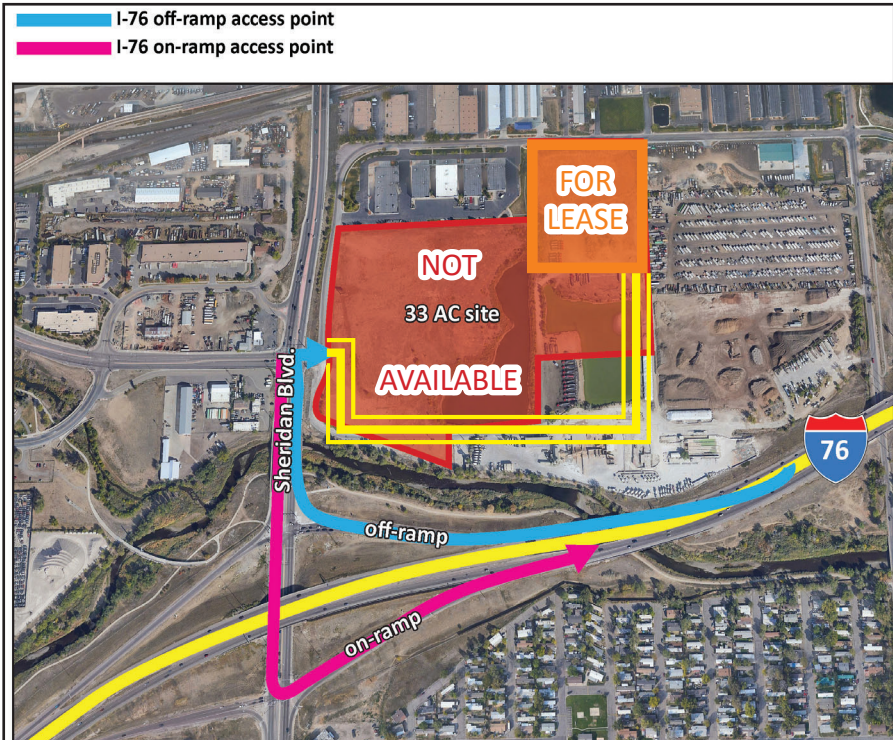 I-76 off-ramp access point
I-76 on-ramp access point
FOR
LEASE
NOT
33 AC site
AVAILABLE
Sheridan Blvd.
76
off-ramp
on-ramp